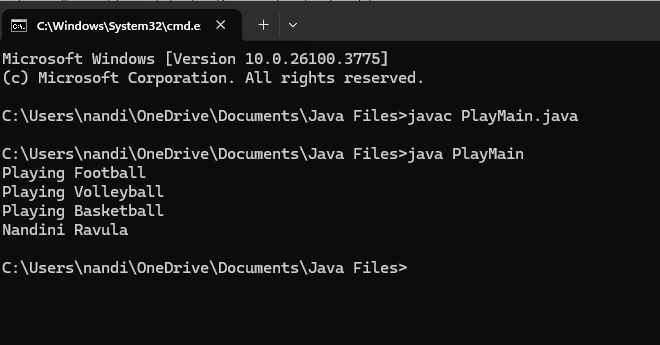 C:\Windows\System32\cmd.e
Microsoft Windows [Version 10.0.26100.3775]
(c) Microsoft Corporation. All rights reserved.
C:\Users\nandi\OneDrive\Documents\Java Files>javac PlayMain.java
C:\Users\nandi\OneDrive\Documents\Java Files>java PlayMain
Playing Football
Playing Volleyball
Playing Basketball
Nandini Ravula
C:\Users\nandi\OneDrive\Documents\Java Files>